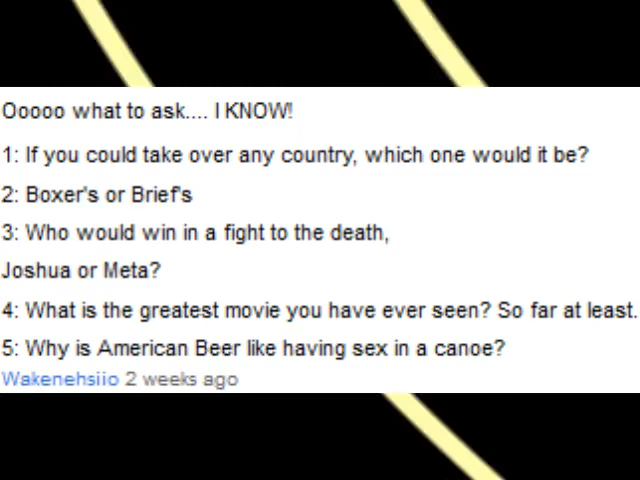 Ooooo what to ask.... I KNOW!
1: If you could take over any country, which one would it be?
2: Boxer's or Brief's
3: Who would win in a fight to the death,
Joshua or Meta?
4: What is the greatest movie you have ever seen? So far at least.
5: Why is American Beer like having sex in a canoe?
Wakenehsiio 2 weeks ago